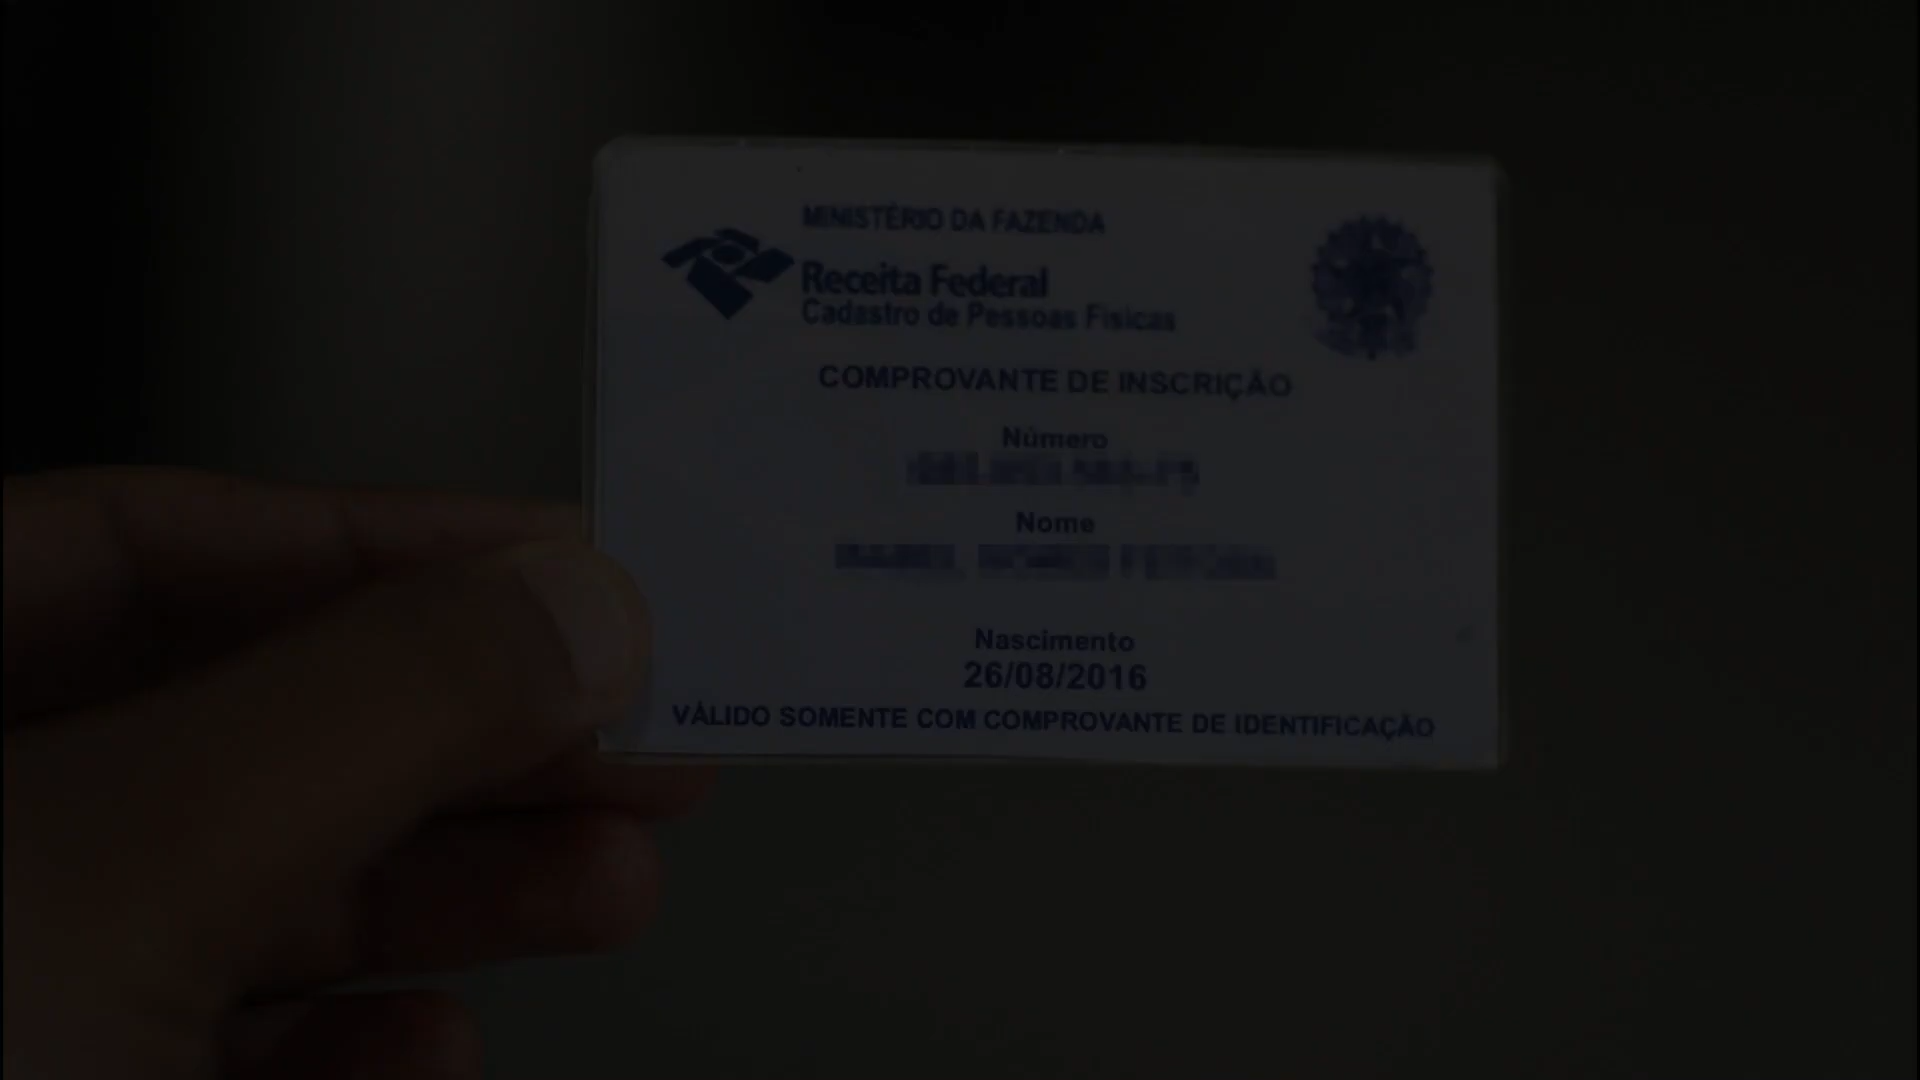 MINISTÉRIO DA FAZENDA
Receita Federal
Cadastro de Pessoas Físicas
COMPROVANTE DE INSCRIÇÃO
Número
Nome
Nascimento
26/08/2016
VÁLIDO SOMENTE COM COMPROVANTE DE IDENTIFICAÇÃO